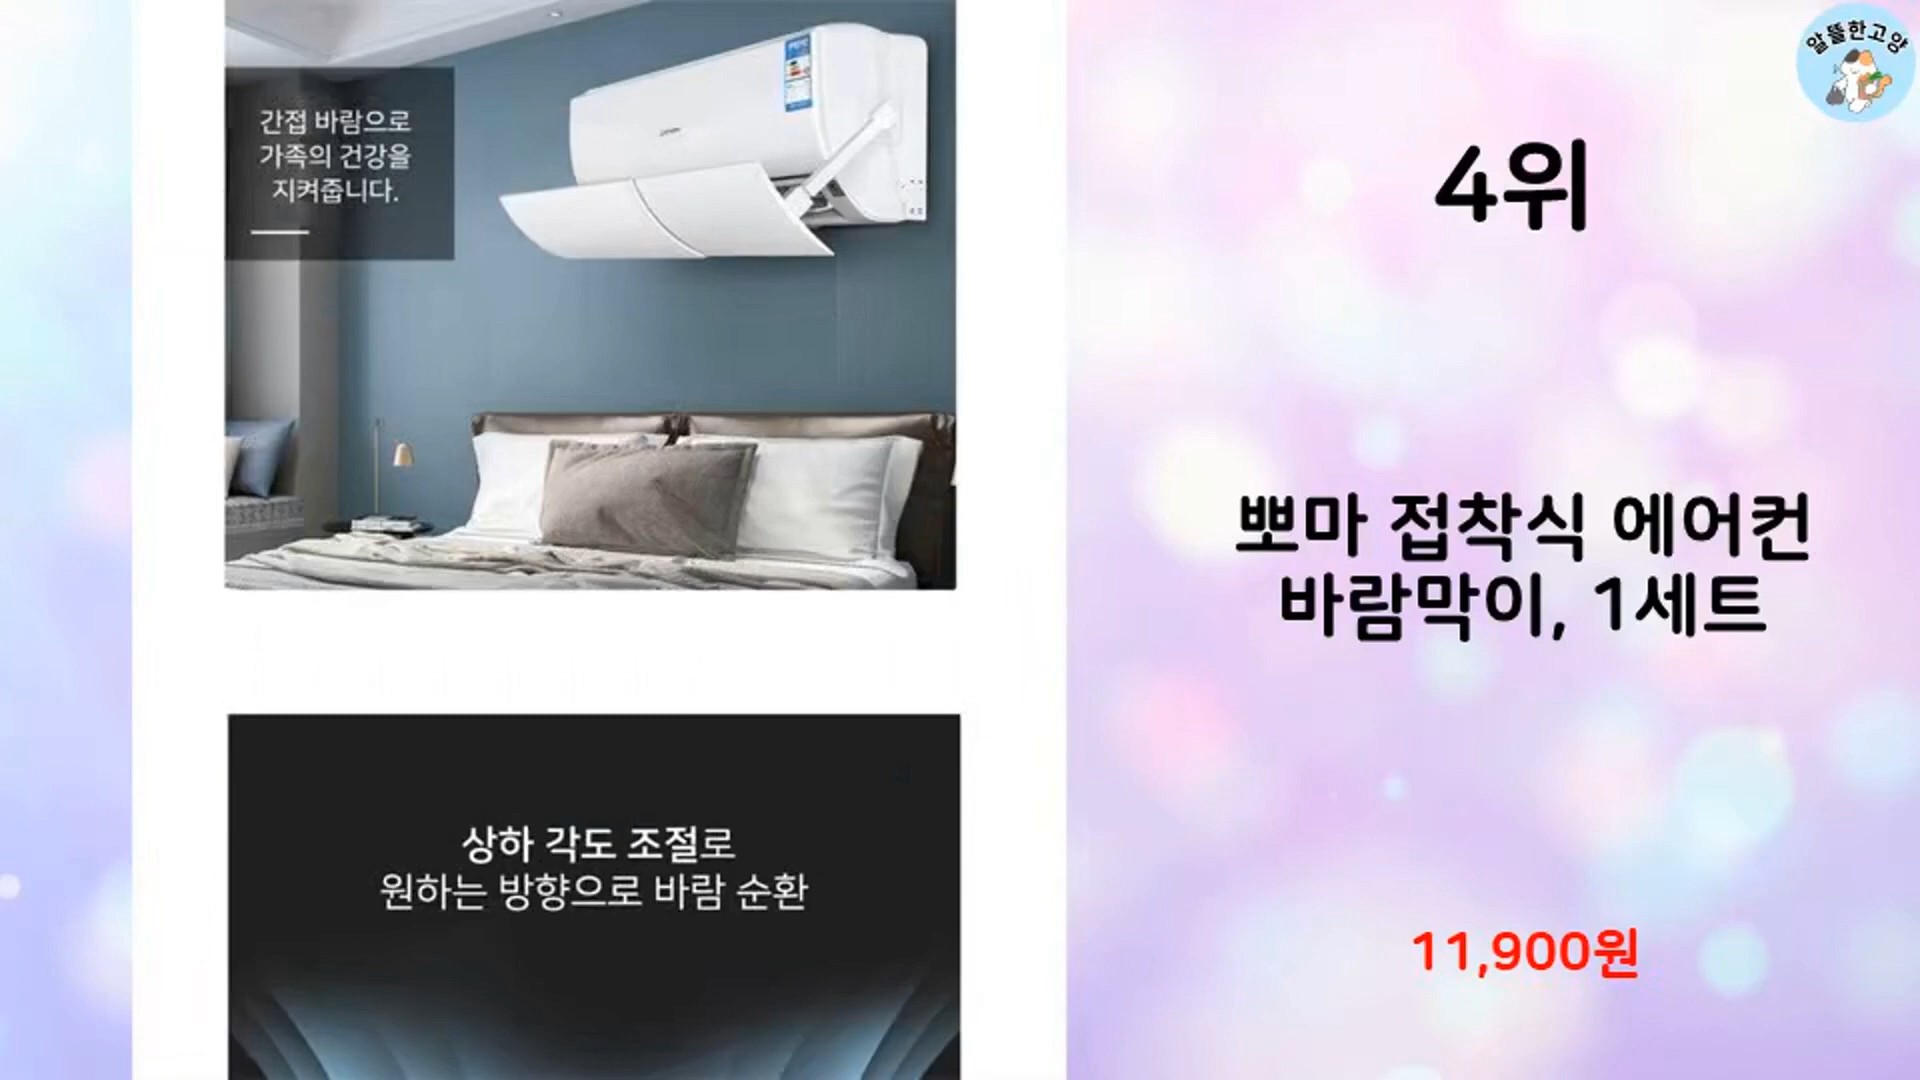 간접 바람으로
가족의 건강을
지켜줍니다.
상하 각도 조절로
원하는 방향으로 바람 순환
알뜰한고양
4위
뽀마 접착식 에어컨
바람막이, 1세트
11,900원